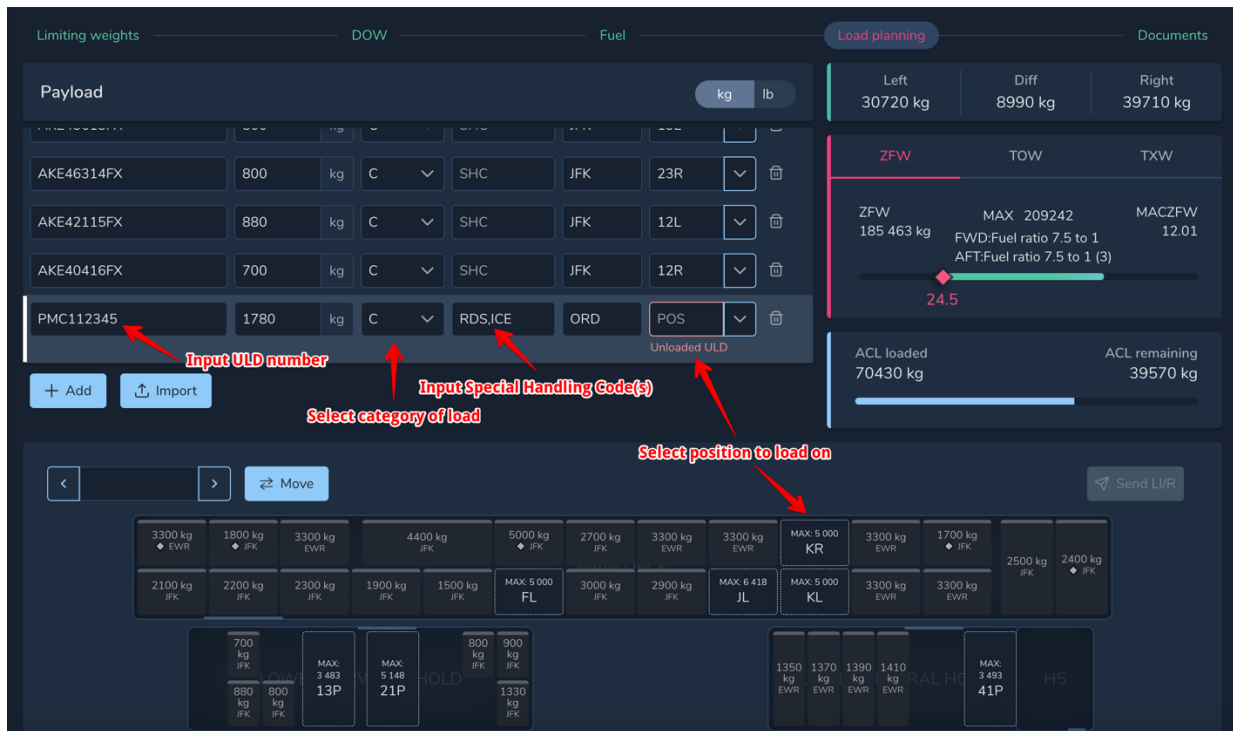 Limiting weights
DOW
Fuel
Load planning
Documents
Payload
kg lb
AKE46314FX 800 kg C SHC JFK 23R
AKE42115FX 880 kg C SHC JFK 12L
AKE40416FX 700 kg C SHC JFK 12R
PMC112345 1780 kg C RDS,ICE ORD POS
Unloaded ULD
Input ULD number
Input Special Handling Code(s)
+ Add
Import
Select category of load
Select position to load on
Left Diff Right
30720 kg 8990 kg 39710 kg
ZFW TOW TXW
ZFW MAX 209242 MACZFW
185 463 kg 12.01
FWD:Fuel ratio 7.5 to 1
AFT:Fuel ratio 7.5 to 1 (3)
24.5
ACL loaded ACL remaining
70430 kg 39570 kg
Move
Send LI/R
3300 kg 1800 kg 3300 kg 4400 kg 5000 kg 2700 kg 3300 kg 3300 kg MAX: 5 000 3300 kg 1700 kg
EWR JFK EWR JFK JFK JFK EWR EWR KR EWR JFK
2500 kg 2400 kg
JFK JFK
2100 kg 2200 kg 2300 kg 1900 kg 1500 kg MAX: 5 000 3000 kg 2900 kg MAX: 6 418 MAX: 5 000 3300 kg 3300 kg
JFK JFK JFK JFK JFK FL JFK JFK JL KL EWR EWR
700 kg JFK
880 kg JFK
800 kg JFK
MAX: 3 483 13P
MAX: 5 148 21P
800 kg JFK
900 kg JFK
1330 kg JFK
1350 kg EWR
1370 kg EWR
1390 kg EWR
1410 kg EWR
MAX: 3 493 41P
H5